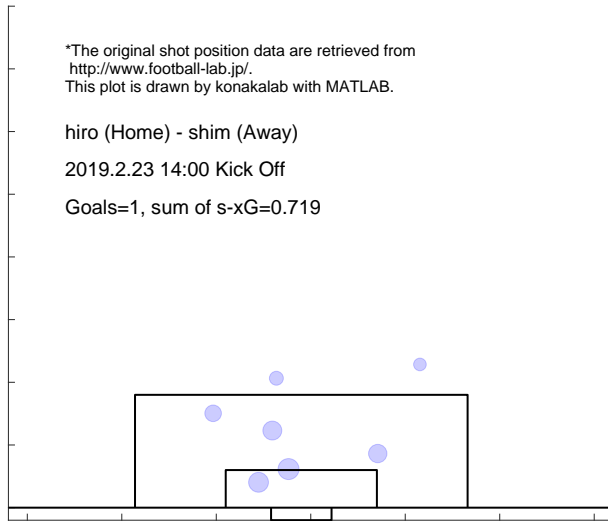 *The original shot position data are retrieved from
http://www.football-lab.jp/.
This plot is drawn by konakalab with MATLAB.
hiro (Home) - shim (Away)
2019.2.23 14:00 Kick Off
Goals=1, sum of s-xG=0.719